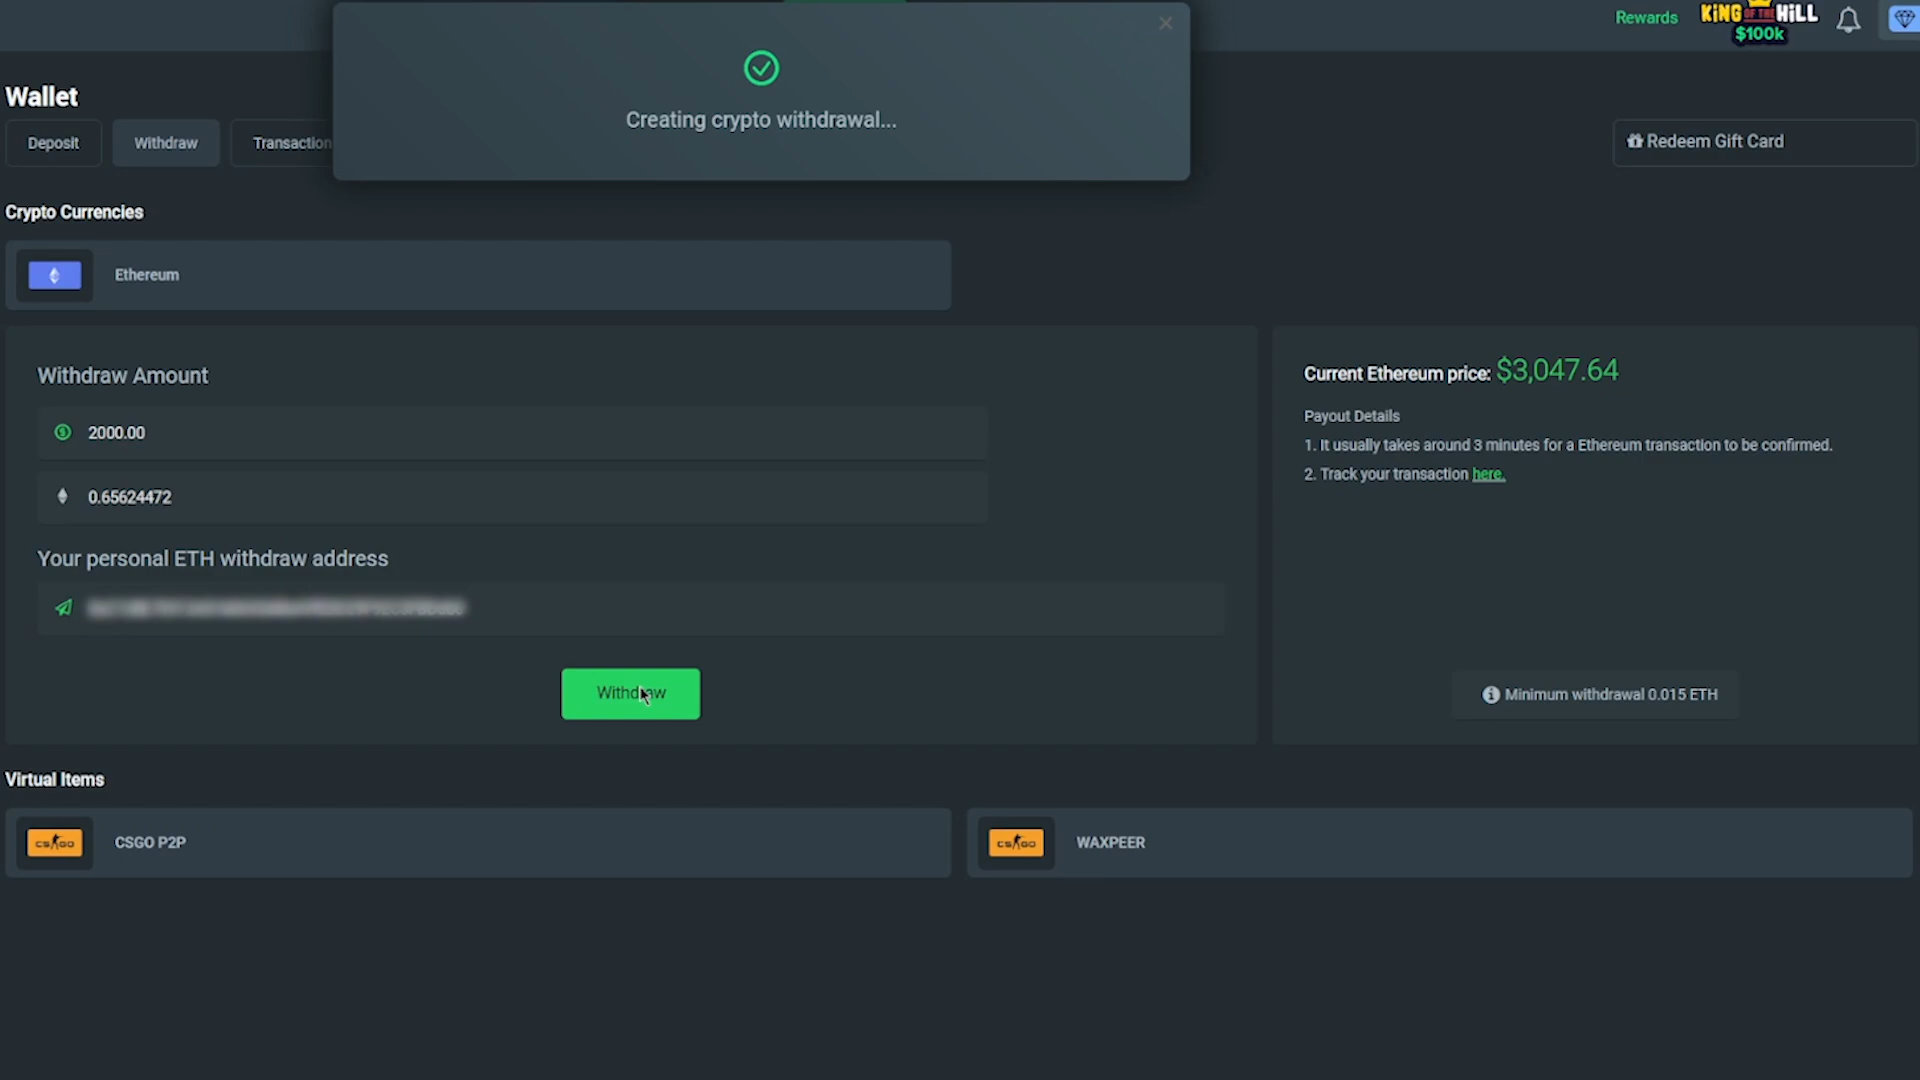 Rewards
KiNG OF THE HiLL
$100k
Creating crypto withdrawal...
Wallet
Deposit
Withdraw
Transaction
Redeem Gift Card
Crypto Currencies
Ethereum
Withdraw Amount
2000.00
0.65624472
Your personal ETH withdraw address
Withdraw
Current Ethereum price: $3,047.64
Payout Details
1. It usually takes around 3 minutes for a Ethereum transaction to be confirmed.
2. Track your transaction here.
Minimum withdrawal 0.015 ETH
Virtual Items
CS GO
CSGO P2P
CS GO
WAXPEER